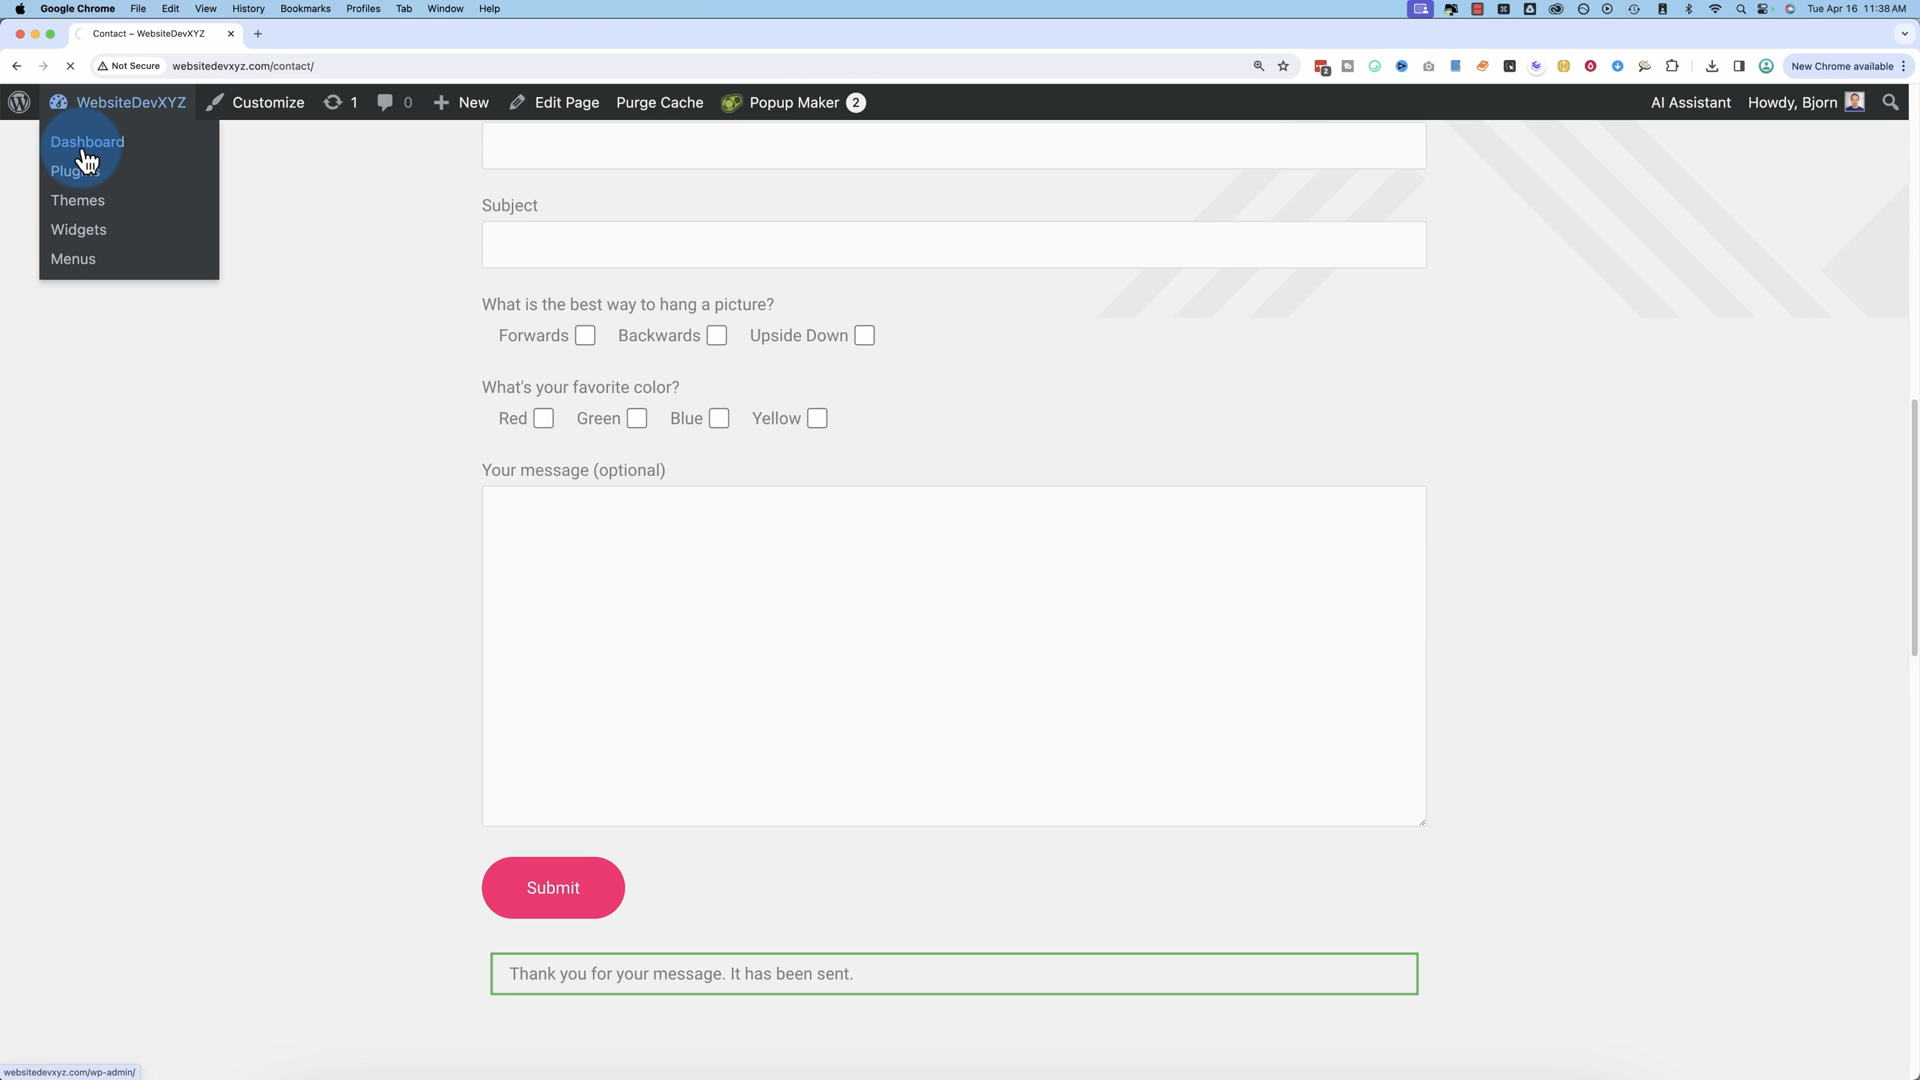 Google Chrome File Edit View History Bookmarks Profiles Tab Window Help Tue Apr 16 11:38 AM
Contact – WebsiteDevXYZ
Not Secure websitedevxyz.com/contact/ 2 New Chrome available
WebsiteDevXYZ Customize 1 0 New Edit Page Purge Cache Popup Maker 2 AI Assistant Howdy, Bjorn
Dashboard
Plugins
Themes
Widgets
Menus
Subject
What is the best way to hang a picture?
Forwards Backwards Upside Down
What's your favorite color?
Red Green Blue Yellow
Your message (optional)
Submit
Thank you for your message. It has been sent.
websitedevxyz.com/wp-admin/